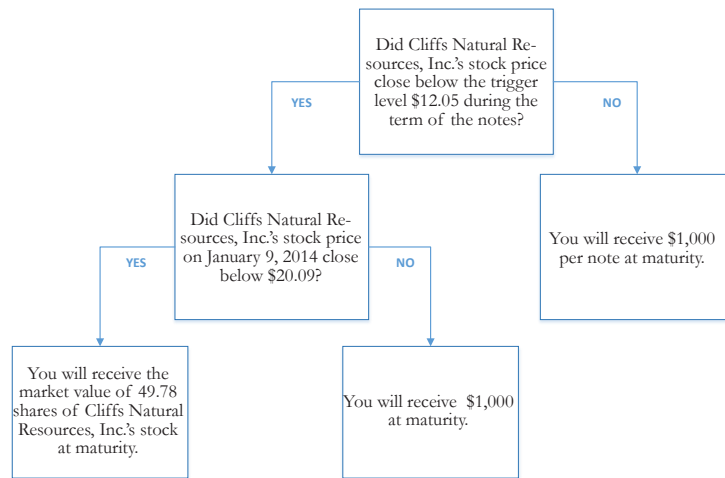 Did Cliffs Natural Re-
sources, Inc.'s stock price
close below the trigger
level $12.05 during the
term of the notes?
YES
NO
Did Cliffs Natural Re-
sources, Inc.'s stock price
on January 9, 2014 close
below $20.09?
You will receive $1,000
per note at maturity.
YES
NO
You will receive the
market value of 49.78
shares of Cliffs Natural
Resources, Inc.'s stock
at maturity.
You will receive  $1,000
at maturity.